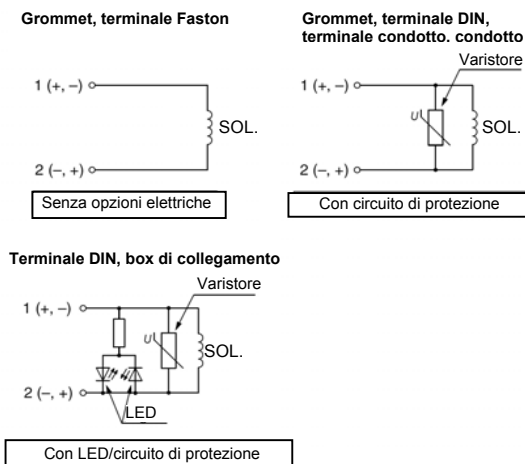 Grommet, terminale Faston
1 (+, –)
SOL.
2 (–, +)
Senza opzioni elettriche
Grommet, terminale DIN,
terminale condotto. condotto
Varistore
1 (+, –)
U
SOL.
2 (–, +)
Con circuito di protezione
Terminale DIN, box di collegamento
Varistore
1 (+, –)
U
SOL.
2 (–, +)
LED
Con LED/circuito di protezione